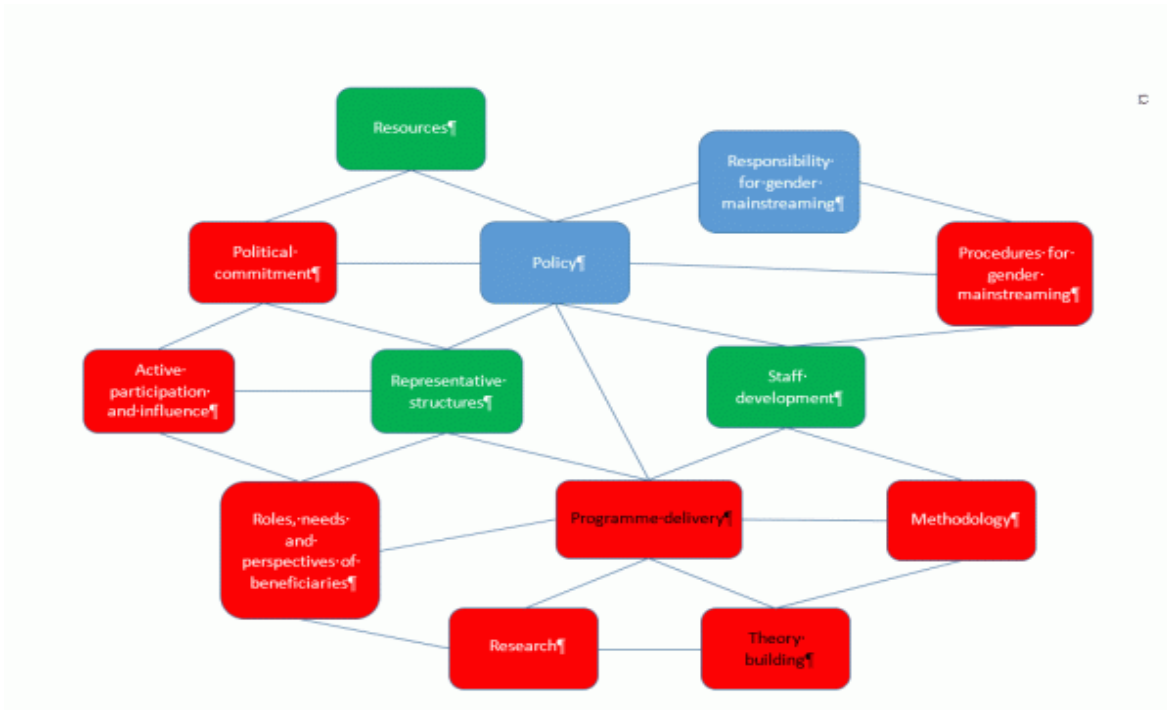 Resources¶
Responsibility·
for·gender·
mainstreaming¶
Political·
commitment¶
Policy¶
Procedures·for·
gender·
mainstreaming¶
Active·
participation·
and·influence¶
Representative·
structures¶
Staff·
development¶
Roles,·needs·
and·
perspectives·of·
beneficiaries¶
Programme·delivery¶
Methodology¶
Research¶
Theory·
building¶